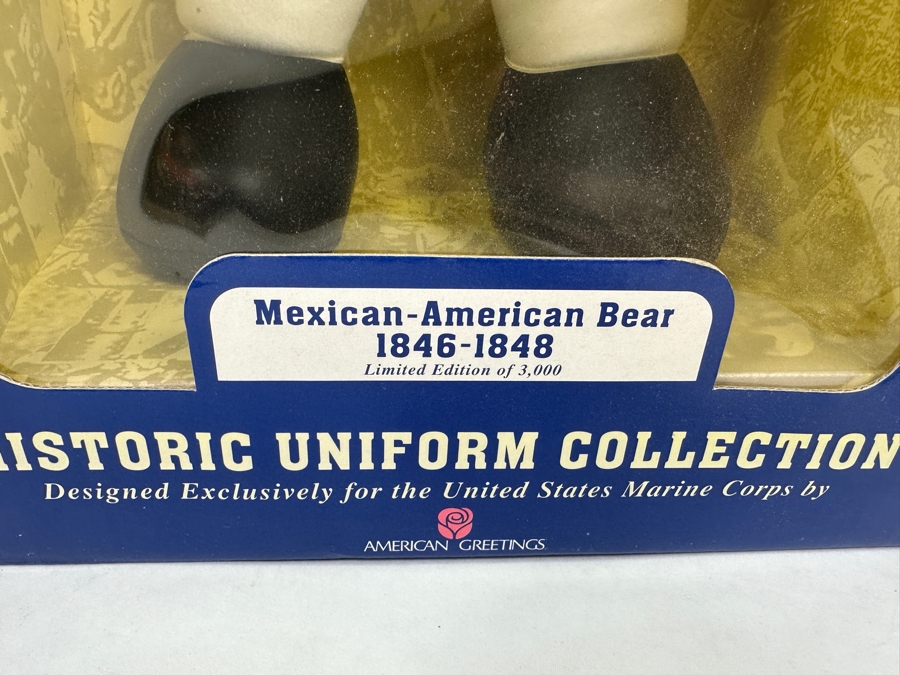 Mexican-American Bear
1846-1848
Limited Edition of 3,000
HISTORIC UNIFORM COLLECTION
Designed Exclusively for the United States Marine Corps by
AMERICAN GREETINGS